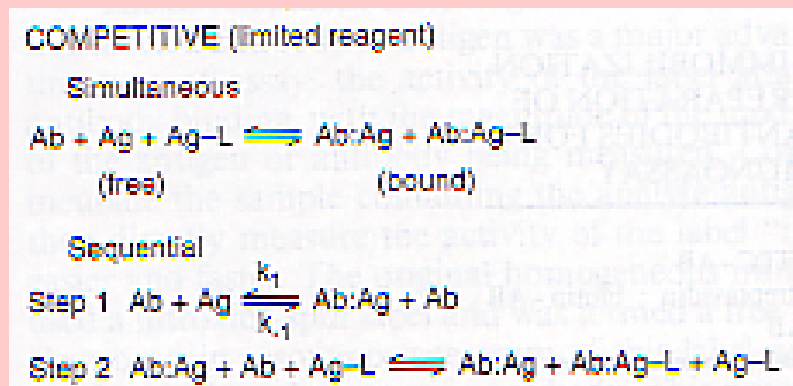 COMPETITIVE (limited reagent)
Simultaneous
Ab + Ag + Ag–L ⇌ Ab:Ag + Ab:Ag–L
(free) (bound)
Sequential
k₁
Step 1 Ab + Ag ⇌ Ab:Ag + Ab
k₋₁
Step 2 Ab:Ag + Ab + Ag–L ⇌ Ab:Ag + Ab:Ag–L + Ag–L